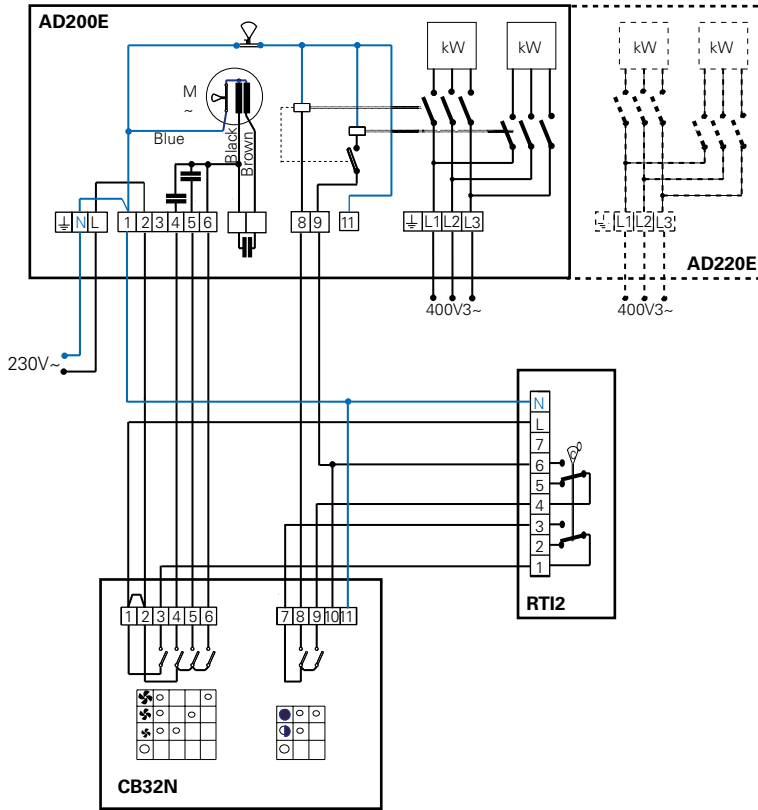 AD200E
kW
kW
kW
kW
M
~
Blue
Black
Brown
N L 1 2 3 4 5 6
8 9 11
L1 L2 L3
L1 L2 L3
AD220E
400V3~
400V3~
230V~
N
L
7
6
5
4
3
2
1
RTI2
1 2 3 4 5 6
7 8 9 10 11
CB32N